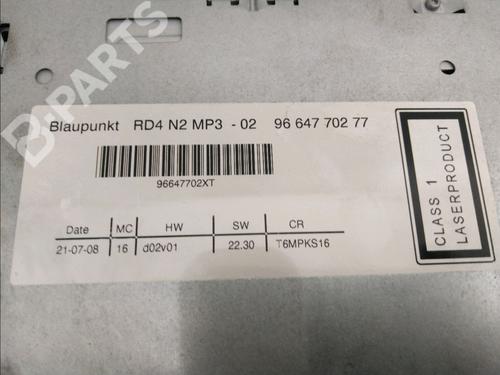 B-PARTS
Blaupunkt RD4 N2 MP3 - 02 96 647 702 77
96647702XT
Date MC HW SW CR
21-07-08 16 d02v01 22.30 T6MPKS16
CLASS 1
LASERPRODUCT